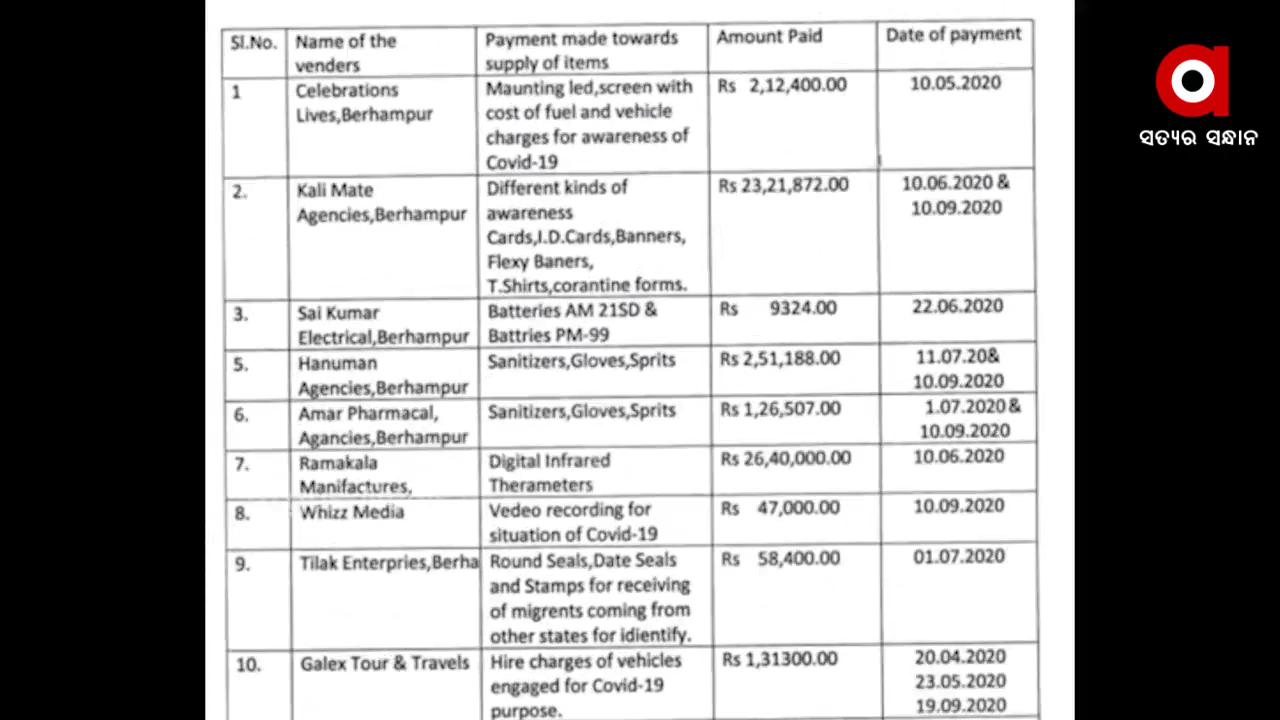 Sl.No. Name of the venders Payment made towards supply of items Amount Paid Date of payment
1 Celebrations Lives,Berhampur Maunting led,screen with cost of fuel and vehicle charges for awareness of Covid-19 Rs 2,12,400.00 10.05.2020
2. Kali Mate Agencies,Berhampur Different kinds of awareness Cards,I.D.Cards,Banners, Flexy Baners, T.Shirts,corantine forms. Rs 23,21,872.00 10.06.2020 & 10.09.2020
3. Sai Kumar Electrical,Berhampur Batteries AM 21SD & Battries PM-99 Rs 9324.00 22.06.2020
5. Hanuman Agencies,Berhampur Sanitizers,Gloves,Sprits Rs 2,51,188.00 11.07.20& 10.09.2020
6. Amar Pharmacal, Agancies,Berhampur Sanitizers,Gloves,Sprits Rs 1,26,507.00 1.07.2020 & 10.09.2020
7. Ramakala Manifactures, Digital Infrared Therameters Rs 26,40,000.00 10.06.2020
8. Whizz Media Vedeo recording for situation of Covid-19 Rs 47,000.00 10.09.2020
9. Tilak Enterpries,Berha Round Seals,Date Seals and Stamps for receiving of migrents coming from other states for idientify. Rs 58,400.00 01.07.2020
10. Galex Tour & Travels Hire charges of vehicles engaged for Covid-19 purpose. Rs 1,31300.00 20.04.2020 23.05.2020 19.09.2020
ସତ୍ୟର ସନ୍ଧାନ